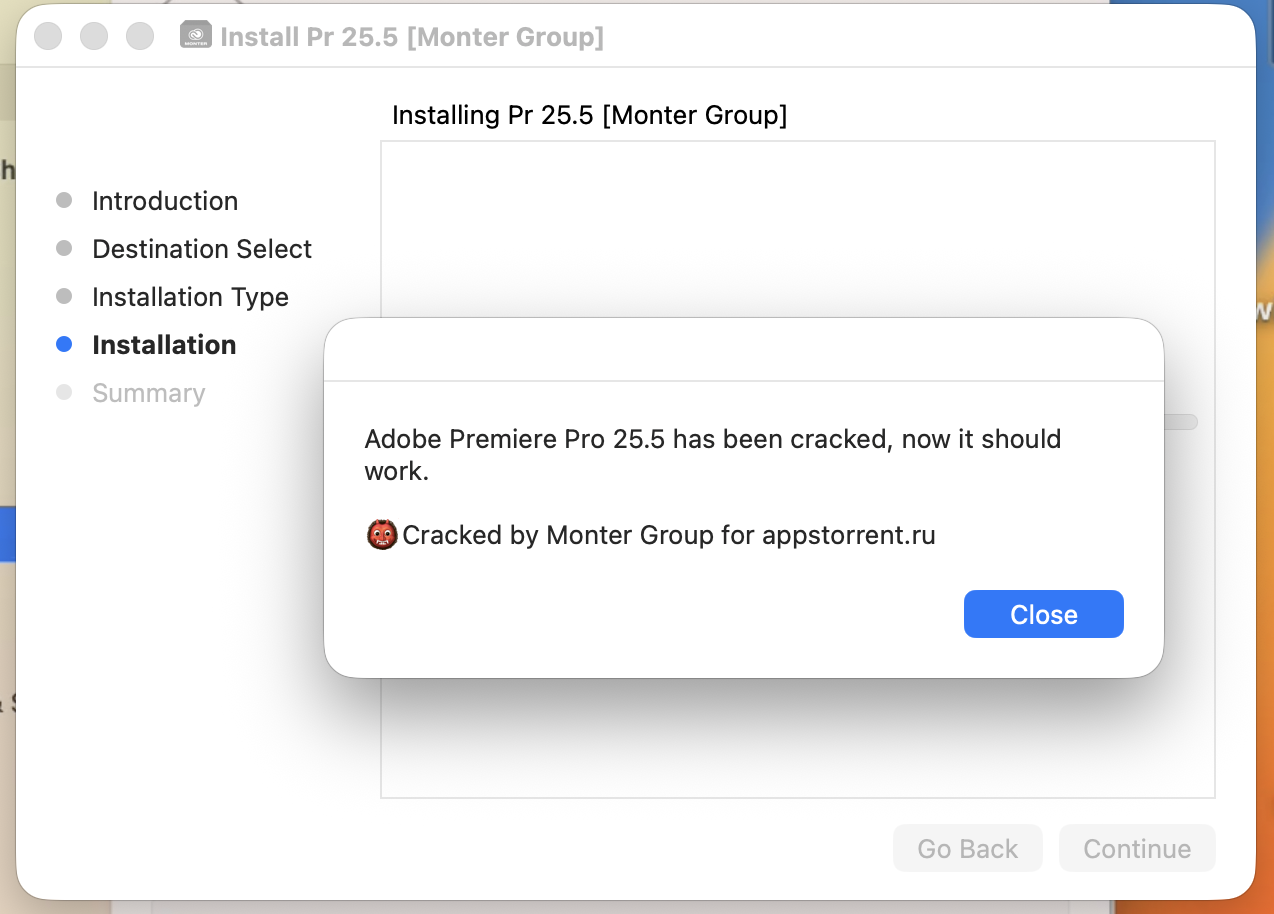 Install Pr 25.5 [Monter Group]
Installing Pr 25.5 [Monter Group]
Introduction
Destination Select
Installation Type
Installation
Summary
Adobe Premiere Pro 25.5 has been cracked, now it should
work.
👹Cracked by Monter Group for appstorrent.ru
Close
Go Back
Continue